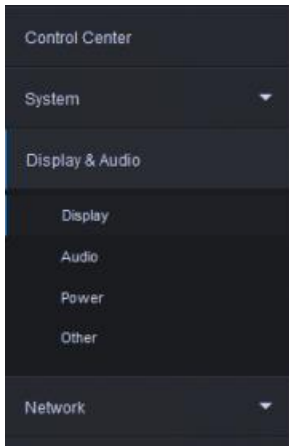 Control Center
System
Display & Audio
Display
Audio
Power
Other
Network